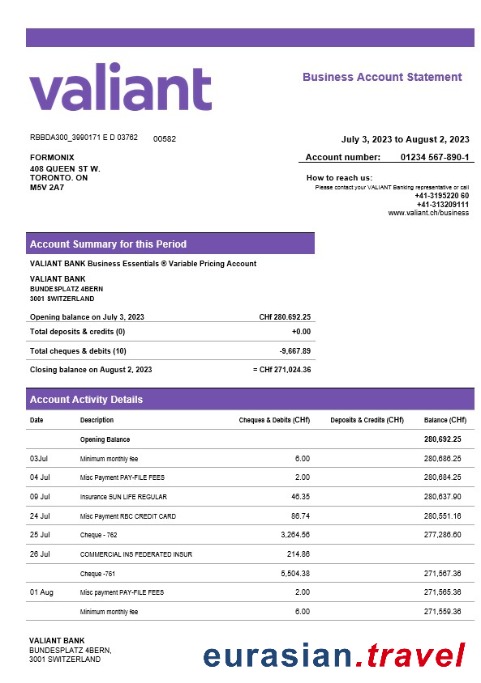 valiant
Business Account Statement
RBBDA300_3990171 E D 03762 00582
July 3, 2023 to August 2, 2023
FORMONIX
408 QUEEN ST W.
TORONTO. ON
M5V 2A7
Account number: 01234 567-890-1
How to reach us:
Please contact your VALIANT Banking representative or call
+41-3195220 60
+41-313209111
www.valiant.ch/business
Account Summary for this Period
VALIANT BANK Business Essentials ® Variable Pricing Account
VALIANT BANK
BUNDESPLATZ 4BERN
3001 SWITZERLAND
Opening balance on July 3, 2023 CHf 280.692.25
Total deposits & credits (0) +0.00
Total cheques & debits (10) -9,667.89
Closing balance on August 2, 2023 = CHf 271,024.36
Account Activity Details
Date Description Cheques & Debits (CHf) Deposits & Credits (CHf) Balance (CHf)
Opening Balance 280,692.25
03Jul Minimum monthly fee 6.00 280,686.25
04 Jul Misc Payment PAY-FILE FEES 2.00 280,684.25
09 Jul Insurance SUN LIFE REGULAR 46,35 280,637.90
24 Jul Misc Payment RBC CREDIT CARD 86.74 280,551.16
25 Jul Cheque - 762 3,264.56 277,286.60
26 Jul COMMERCIAL INS FEDERATED INSUR 214.86
Cheque -761 5,504.38 271,567.36
01 Aug Misc payment PAY-FILE FEES 2.00 271,565.36
Minimum monthly fee 6.00 271,559.36
VALIANT BANK
BUNDESPLATZ 4BERN,
3001 SWITZERLAND
eurasian.travel